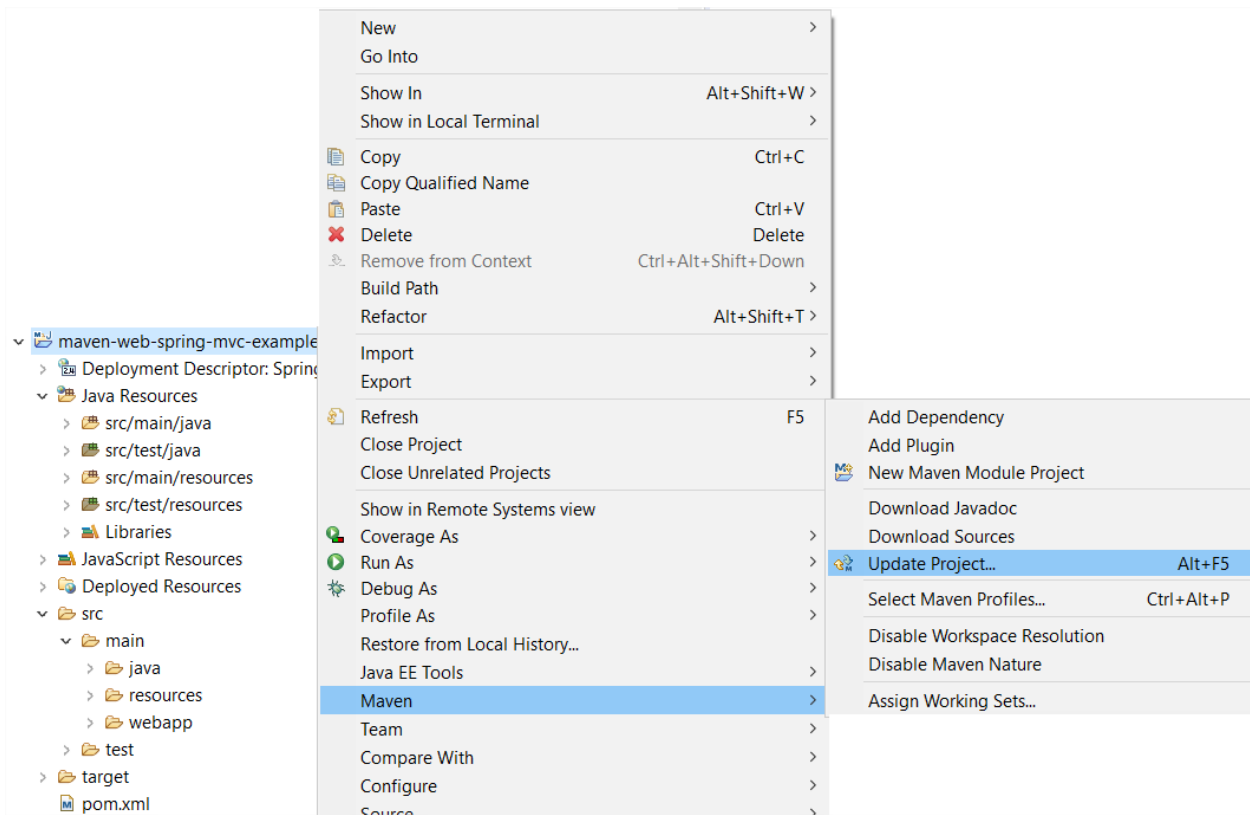 maven-web-spring-mvc-example
Deployment Descriptor: Spring
Java Resources
src/main/java
src/test/java
src/main/resources
src/test/resources
Libraries
JavaScript Resources
Deployed Resources
src
main
java
resources
webapp
test
target
pom.xml
New
Go Into
Show In Alt+Shift+W
Show in Local Terminal
Copy Ctrl+C
Copy Qualified Name
Paste Ctrl+V
Delete Delete
Remove from Context Ctrl+Alt+Shift+Down
Build Path
Refactor Alt+Shift+T
Import
Export
Refresh F5
Close Project
Close Unrelated Projects
Show in Remote Systems view
Coverage As
Run As
Debug As
Profile As
Restore from Local History...
Java EE Tools
Maven
Team
Compare With
Configure
Source
Add Dependency
Add Plugin
New Maven Module Project
Download Javadoc
Download Sources
Update Project... Alt+F5
Select Maven Profiles... Ctrl+Alt+P
Disable Workspace Resolution
Disable Maven Nature
Assign Working Sets...